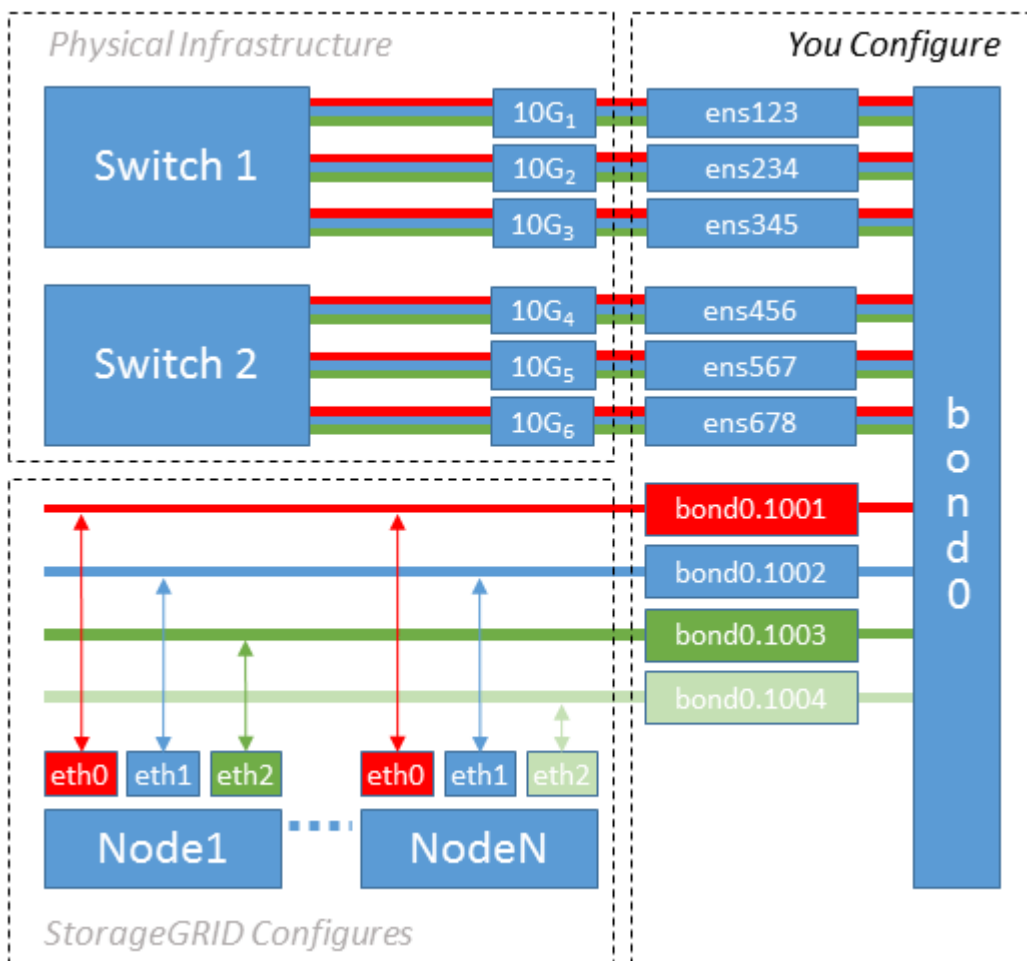 Physical Infrastructure
You Configure
Switch 1
10G₁
ens123
10G₂
ens234
10G₃
ens345
Switch 2
10G₄
ens456
10G₅
ens567
10G₆
ens678
bond0
bond0.1001
bond0.1002
bond0.1003
bond0.1004
eth0 eth1 eth2
eth0 eth1 eth2
Node1
NodeN
StorageGRID Configures